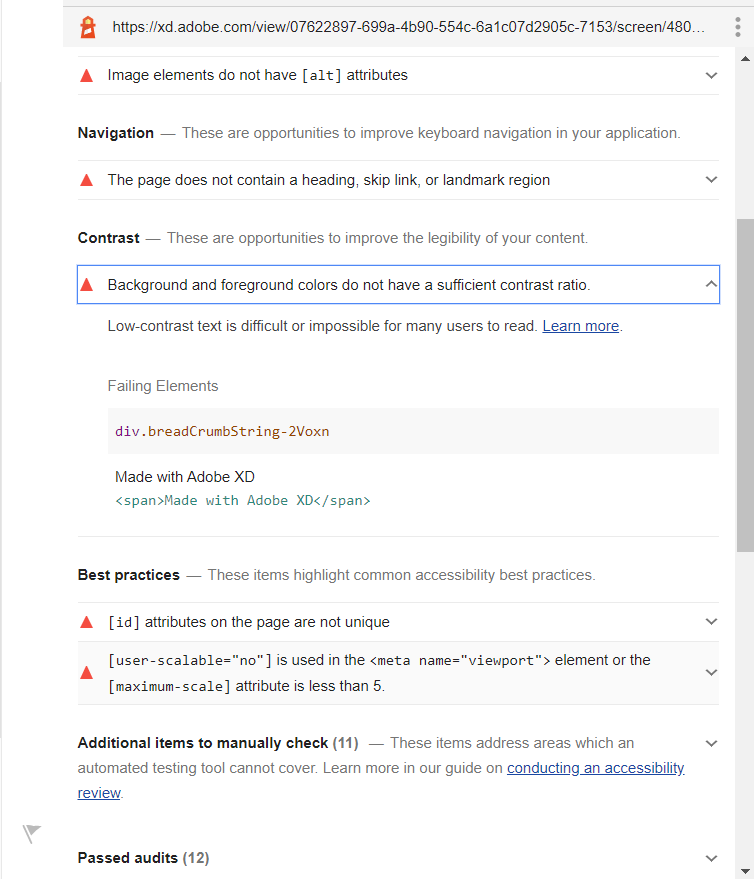 https://xd.adobe.com/view/07622897-699a-4b90-554c-6a1c07d2905c-7153/screen/480...
Image elements do not have [alt] attributes
Navigation — These are opportunities to improve keyboard navigation in your application.
The page does not contain a heading, skip link, or landmark region
Contrast — These are opportunities to improve the legibility of your content.
Background and foreground colors do not have a sufficient contrast ratio.
Low-contrast text is difficult or impossible for many users to read. Learn more.
Failing Elements
div.breadCrumbString-2Voxn
Made with Adobe XD
<span>Made with Adobe XD</span>
Best practices — These items highlight common accessibility best practices.
[id] attributes on the page are not unique
[user-scalable="no"] is used in the <meta name="viewport"> element or the
[maximum-scale] attribute is less than 5.
Additional items to manually check (11) — These items address areas which an
automated testing tool cannot cover. Learn more in our guide on conducting an accessibility
review.
Passed audits (12)